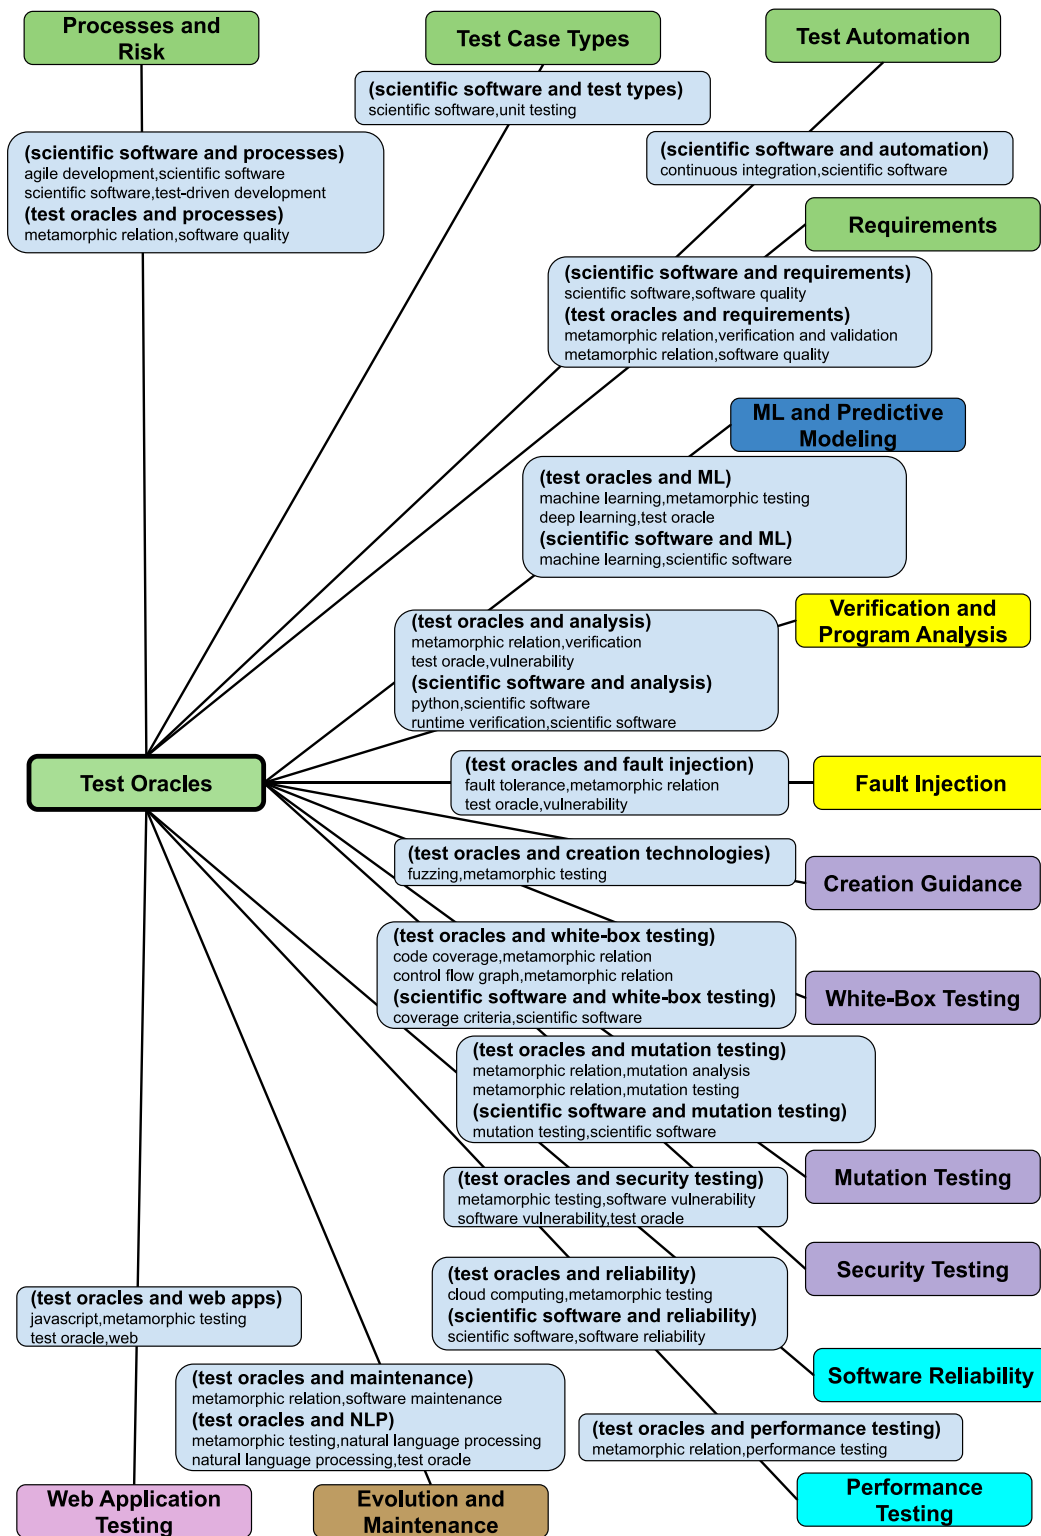 Processes and
Risk
Test Case Types
Test Automation
(scientific software and test types)
scientific software,unit testing
(scientific software and processes)
agile development,scientific software
scientific software,test-driven development
(test oracles and processes)
metamorphic relation,software quality
(scientific software and automation)
continuous integration,scientific software
Requirements
(scientific software and requirements)
scientific software,software quality
(test oracles and requirements)
metamorphic relation,verification and validation
metamorphic relation,software quality
ML and Predictive
Modeling
(test oracles and ML)
machine learning,metamorphic testing
deep learning,test oracle
(scientific software and ML)
machine learning,scientific software
Verification and
Program Analysis
(test oracles and analysis)
metamorphic relation,verification
test oracle,vulnerability
(scientific software and analysis)
python,scientific software
runtime verification,scientific software
Test Oracles
(test oracles and fault injection)
fault tolerance,metamorphic relation
test oracle,vulnerability
Fault Injection
(test oracles and creation technologies)
fuzzing,metamorphic testing
Creation Guidance
(test oracles and white-box testing)
code coverage,metamorphic relation
control flow graph,metamorphic relation
(scientific software and white-box testing)
coverage criteria,scientific software
White-Box Testing
(test oracles and mutation testing)
metamorphic relation,mutation analysis
metamorphic relation,mutation testing
(scientific software and mutation testing)
mutation testing,scientific software
Mutation Testing
(test oracles and security testing)
metamorphic testing,software vulnerability
software vulnerability,test oracle
Security Testing
(test oracles and reliability)
cloud computing,metamorphic testing
(scientific software and reliability)
scientific software,software reliability
Software Reliability
(test oracles and web apps)
javascript,metamorphic testing
test oracle,web
(test oracles and maintenance)
metamorphic relation,software maintenance
(test oracles and NLP)
metamorphic testing,natural language processing
natural language processing,test oracle
(test oracles and performance testing)
metamorphic relation,performance testing
Web Application
Testing
Evolution and
Maintenance
Performance
Testing